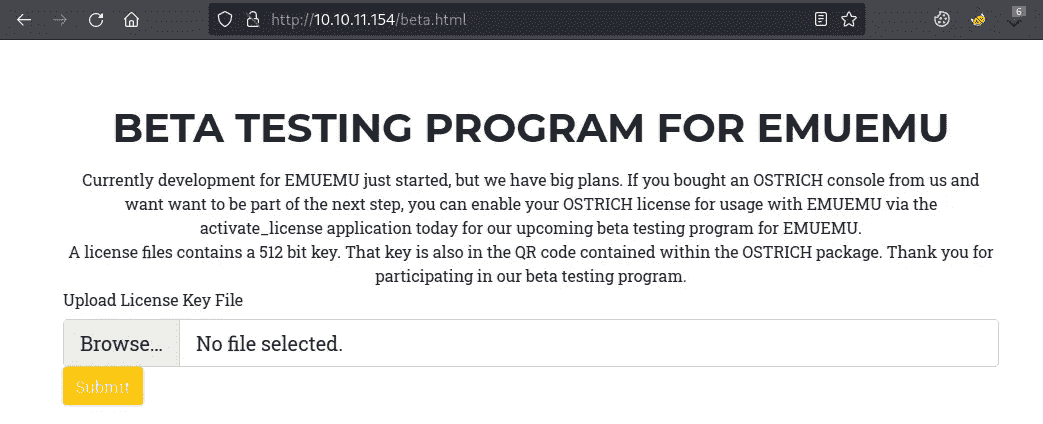 http://10.10.11.154/beta.html
6
BETA TESTING PROGRAM FOR EMUEMU
Currently development for EMUEMU just started, but we have big plans. If you bought an OSTRICH console from us and
want want to be part of the next step, you can enable your OSTRICH license for usage with EMUEMU via the
activate_license application today for our upcoming beta testing program for EMUEMU.
A license files contains a 512 bit key. That key is also in the QR code contained within the OSTRICH package. Thank you for
participating in our beta testing program.
Upload License Key File
Browse... No file selected.
Submit